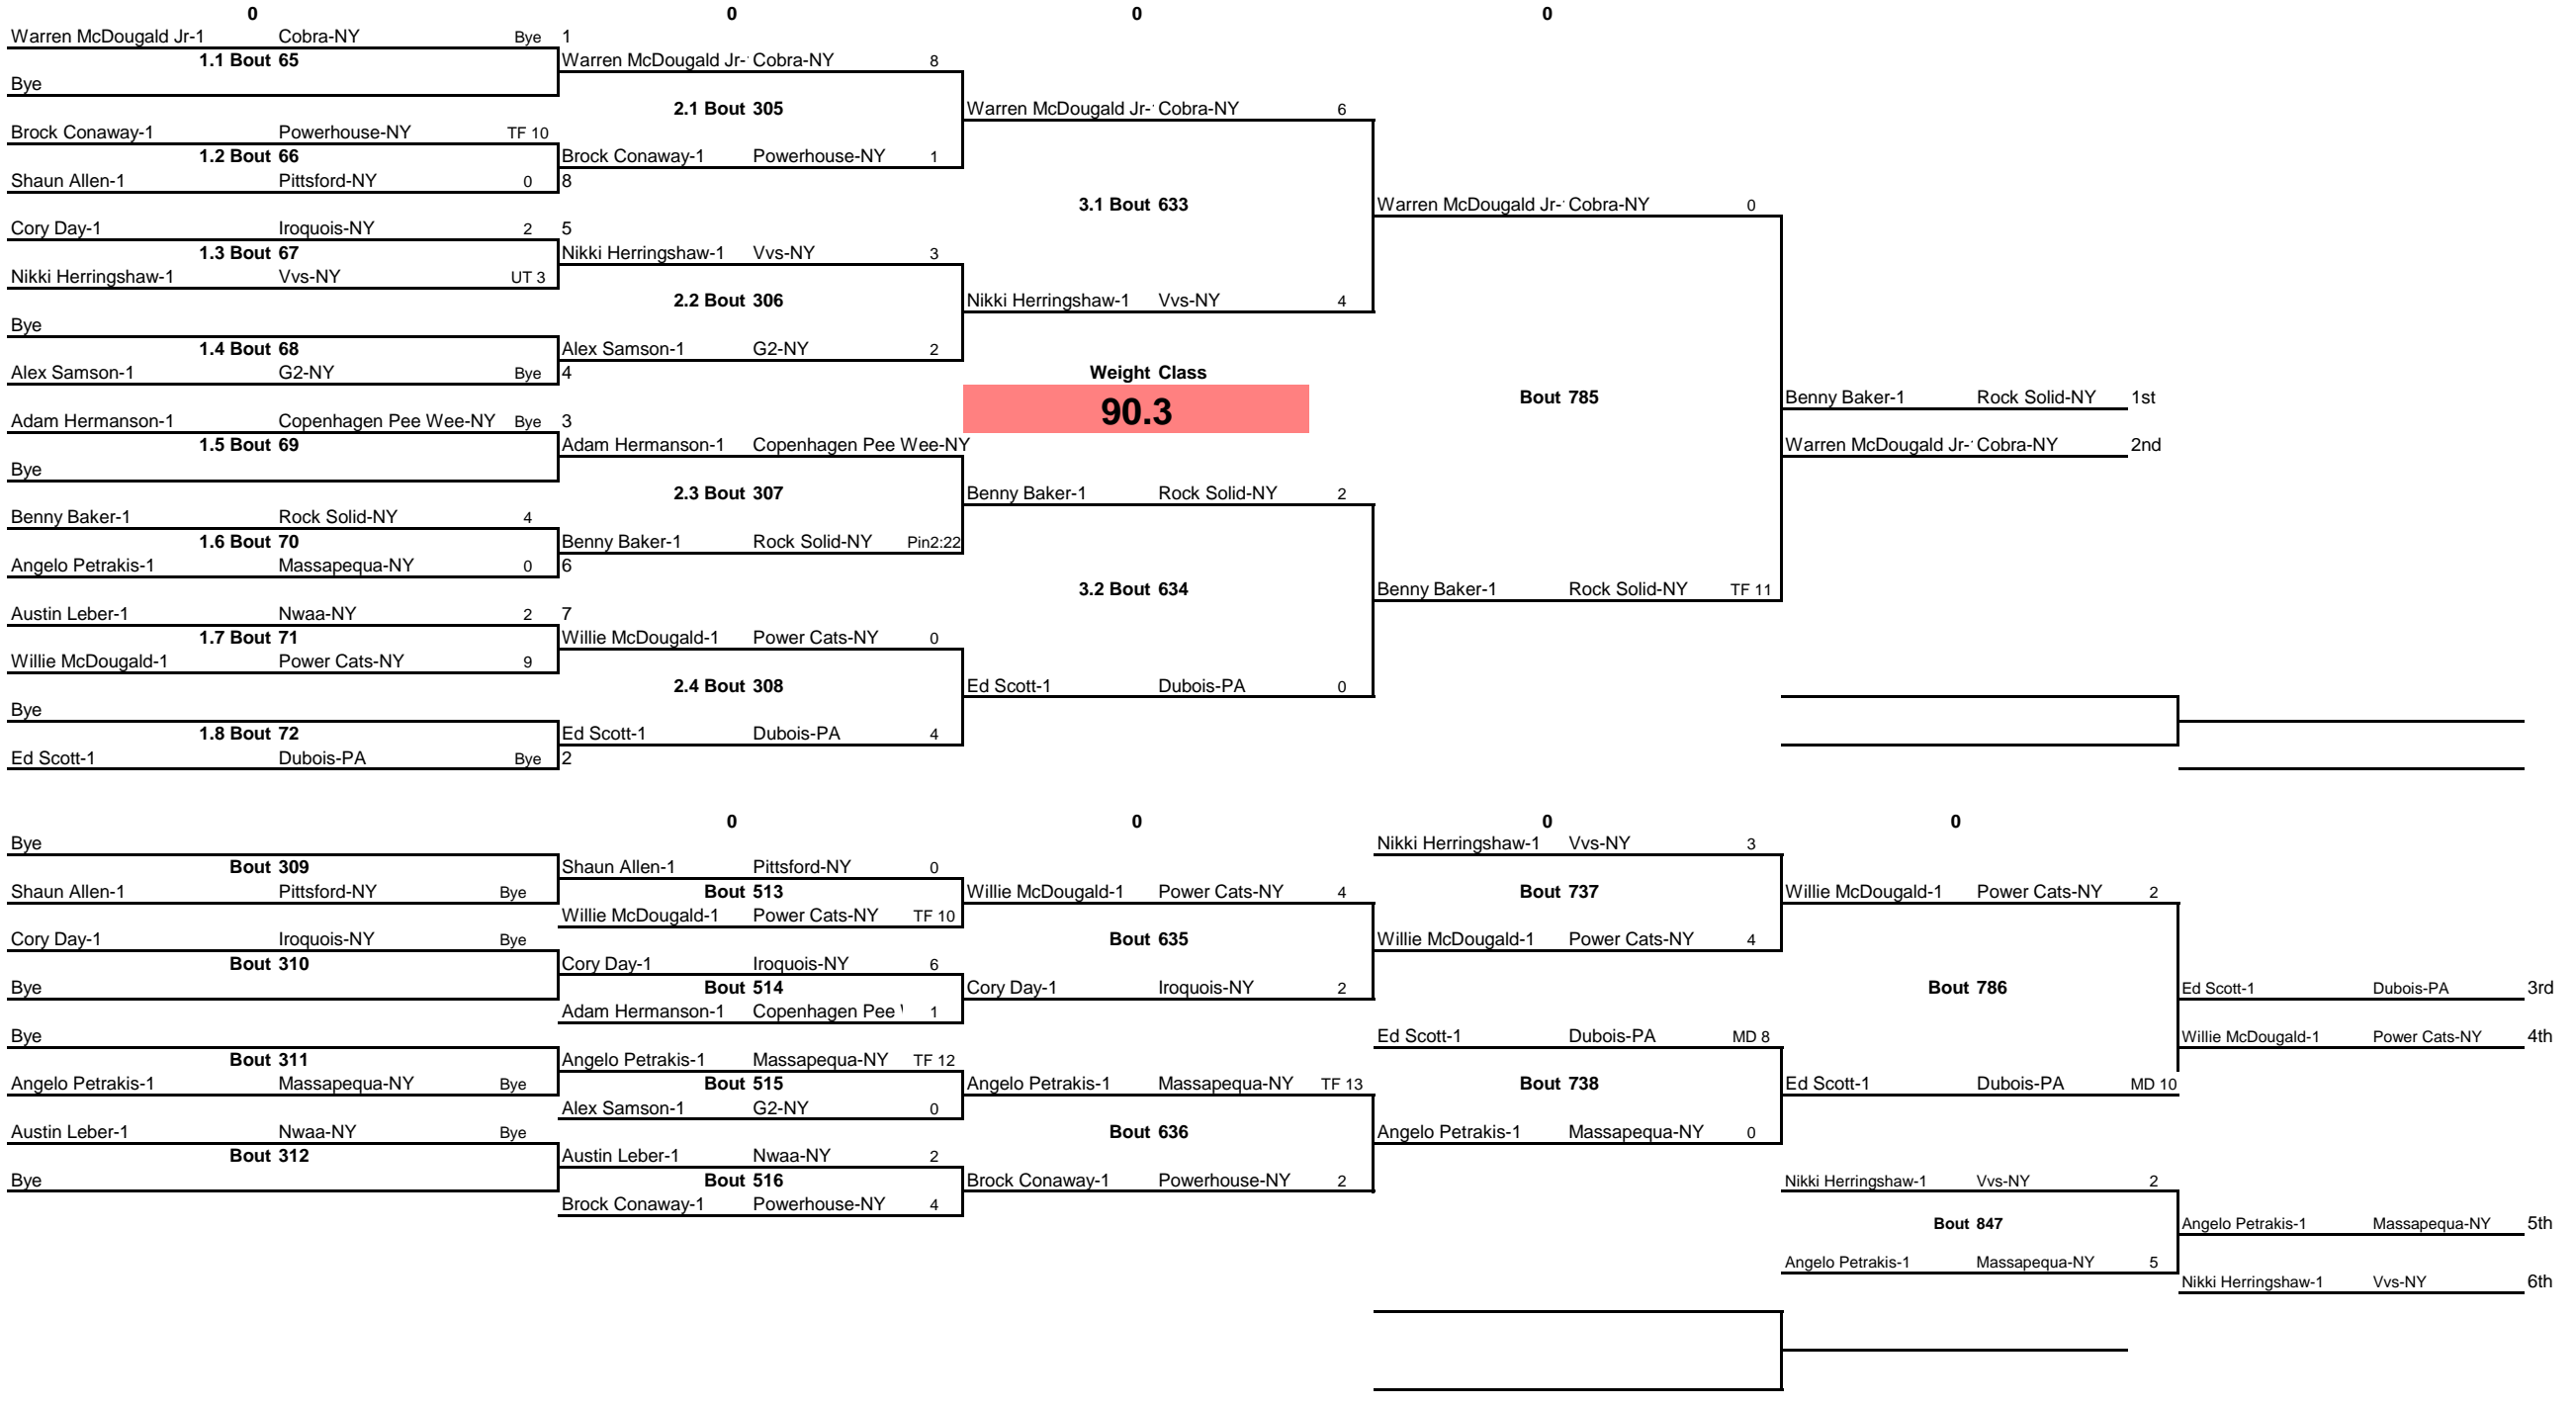 0 0 0 0
Warren McDougald Jr-1 Cobra-NY Bye 1
1.1 Bout 65 Warren McDougald Jr- Cobra-NY 8
Bye
2.1 Bout 305 Warren McDougald Jr- Cobra-NY 6
Brock Conaway-1 Powerhouse-NY TF 10
1.2 Bout 66 Brock Conaway-1 Powerhouse-NY 1
Shaun Allen-1 Pittsford-NY 0 8
3.1 Bout 633 Warren McDougald Jr- Cobra-NY 0
Cory Day-1 Iroquois-NY 2 5
1.3 Bout 67 Nikki Herringshaw-1 Vvs-NY 3
Nikki Herringshaw-1 Vvs-NY UT 3
2.2 Bout 306 Nikki Herringshaw-1 Vvs-NY 4
Bye
1.4 Bout 68 Alex Samson-1 G2-NY 2
Alex Samson-1 G2-NY Bye 4 Weight Class
90.3 Bout 785 Benny Baker-1 Rock Solid-NY 1st
Adam Hermanson-1 Copenhagen Pee Wee-NY Bye 3
1.5 Bout 69 Adam Hermanson-1 Copenhagen Pee Wee-NY Warren McDougald Jr- Cobra-NY 2nd
Bye
2.3 Bout 307 Benny Baker-1 Rock Solid-NY 2
Benny Baker-1 Rock Solid-NY 4
1.6 Bout 70 Benny Baker-1 Rock Solid-NY Pin2:22
Angelo Petrakis-1 Massapequa-NY 0 6
3.2 Bout 634 Benny Baker-1 Rock Solid-NY TF 11
Austin Leber-1 Nwaa-NY 2 7
1.7 Bout 71 Willie McDougald-1 Power Cats-NY 0
Willie McDougald-1 Power Cats-NY 9
2.4 Bout 308 Ed Scott-1 Dubois-PA 0
Bye
1.8 Bout 72 Ed Scott-1 Dubois-PA 4
Ed Scott-1 Dubois-PA Bye 2
0 0 0 0
Bye Nikki Herringshaw-1 Vvs-NY 3
Bout 309 Shaun Allen-1 Pittsford-NY 0
Shaun Allen-1 Pittsford-NY Bye Bout 513 Willie McDougald-1 Power Cats-NY 4 Bout 737 Willie McDougald-1 Power Cats-NY 2
Willie McDougald-1 Power Cats-NY TF 10
Cory Day-1 Iroquois-NY Bye Bout 635 Willie McDougald-1 Power Cats-NY 4
Bout 310 Cory Day-1 Iroquois-NY 6
Bye Bout 514 Cory Day-1 Iroquois-NY 2 Bout 786 Ed Scott-1 Dubois-PA 3rd
Adam Hermanson-1 Copenhagen Pee 1
Bye Ed Scott-1 Dubois-PA MD 8 Willie McDougald-1 Power Cats-NY 4th
Bout 311 Angelo Petrakis-1 Massapequa-NY TF 12
Angelo Petrakis-1 Massapequa-NY Bye Bout 515 Angelo Petrakis-1 Massapequa-NY TF 13 Bout 738 Ed Scott-1 Dubois-PA MD 10
Alex Samson-1 G2-NY 0
Austin Leber-1 Nwaa-NY Bye Bout 636 Angelo Petrakis-1 Massapequa-NY 0
Bout 312 Austin Leber-1 Nwaa-NY 2
Bye Bout 516 Brock Conaway-1 Powerhouse-NY 2 Nikki Herringshaw-1 Vvs-NY 2
Brock Conaway-1 Powerhouse-NY 4
Bout 847 Angelo Petrakis-1 Massapequa-NY 5th
Angelo Petrakis-1 Massapequa-NY 5
Nikki Herringshaw-1 Vvs-NY 6th